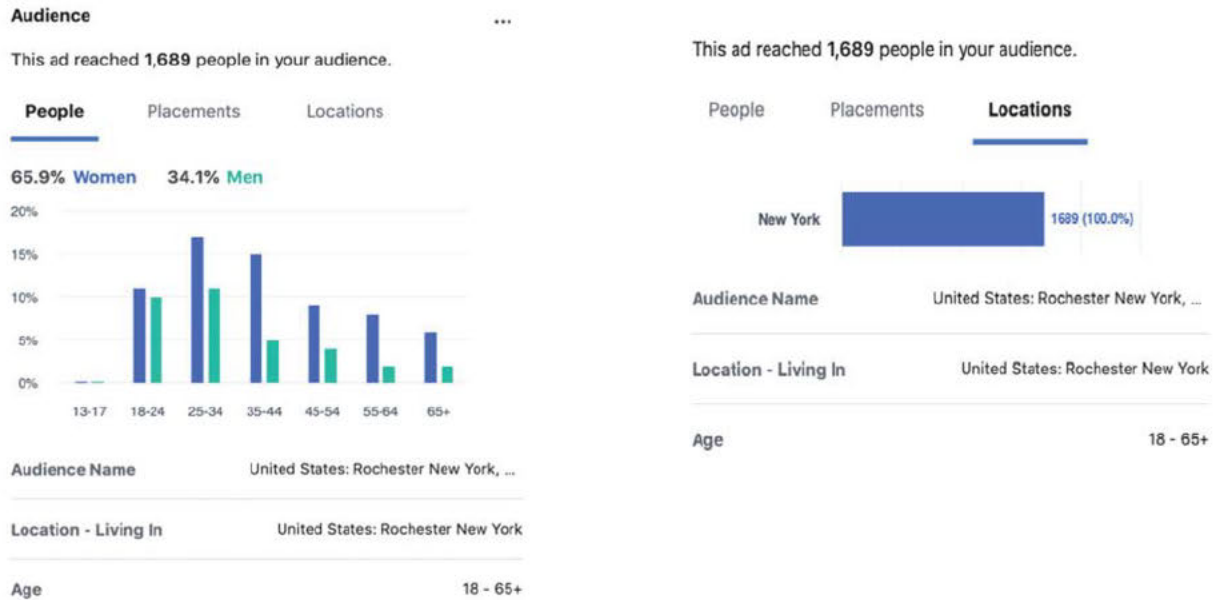 Audience
...
This ad reached 1,689 people in your audience.
People Placements Locations
65.9% Women 34.1% Men
20%
15%
10%
5%
0%
13-17 18-24 25-34 35-44 45-54 55-64 65+
Audience Name United States: Rochester New York, ...
Location - Living In United States: Rochester New York
Age 18 - 65+
This ad reached 1,689 people in your audience.
People Placements Locations
New York 1689 (100.0%)
Audience Name United States: Rochester New York, ...
Location - Living In United States: Rochester New York
Age 18 - 65+